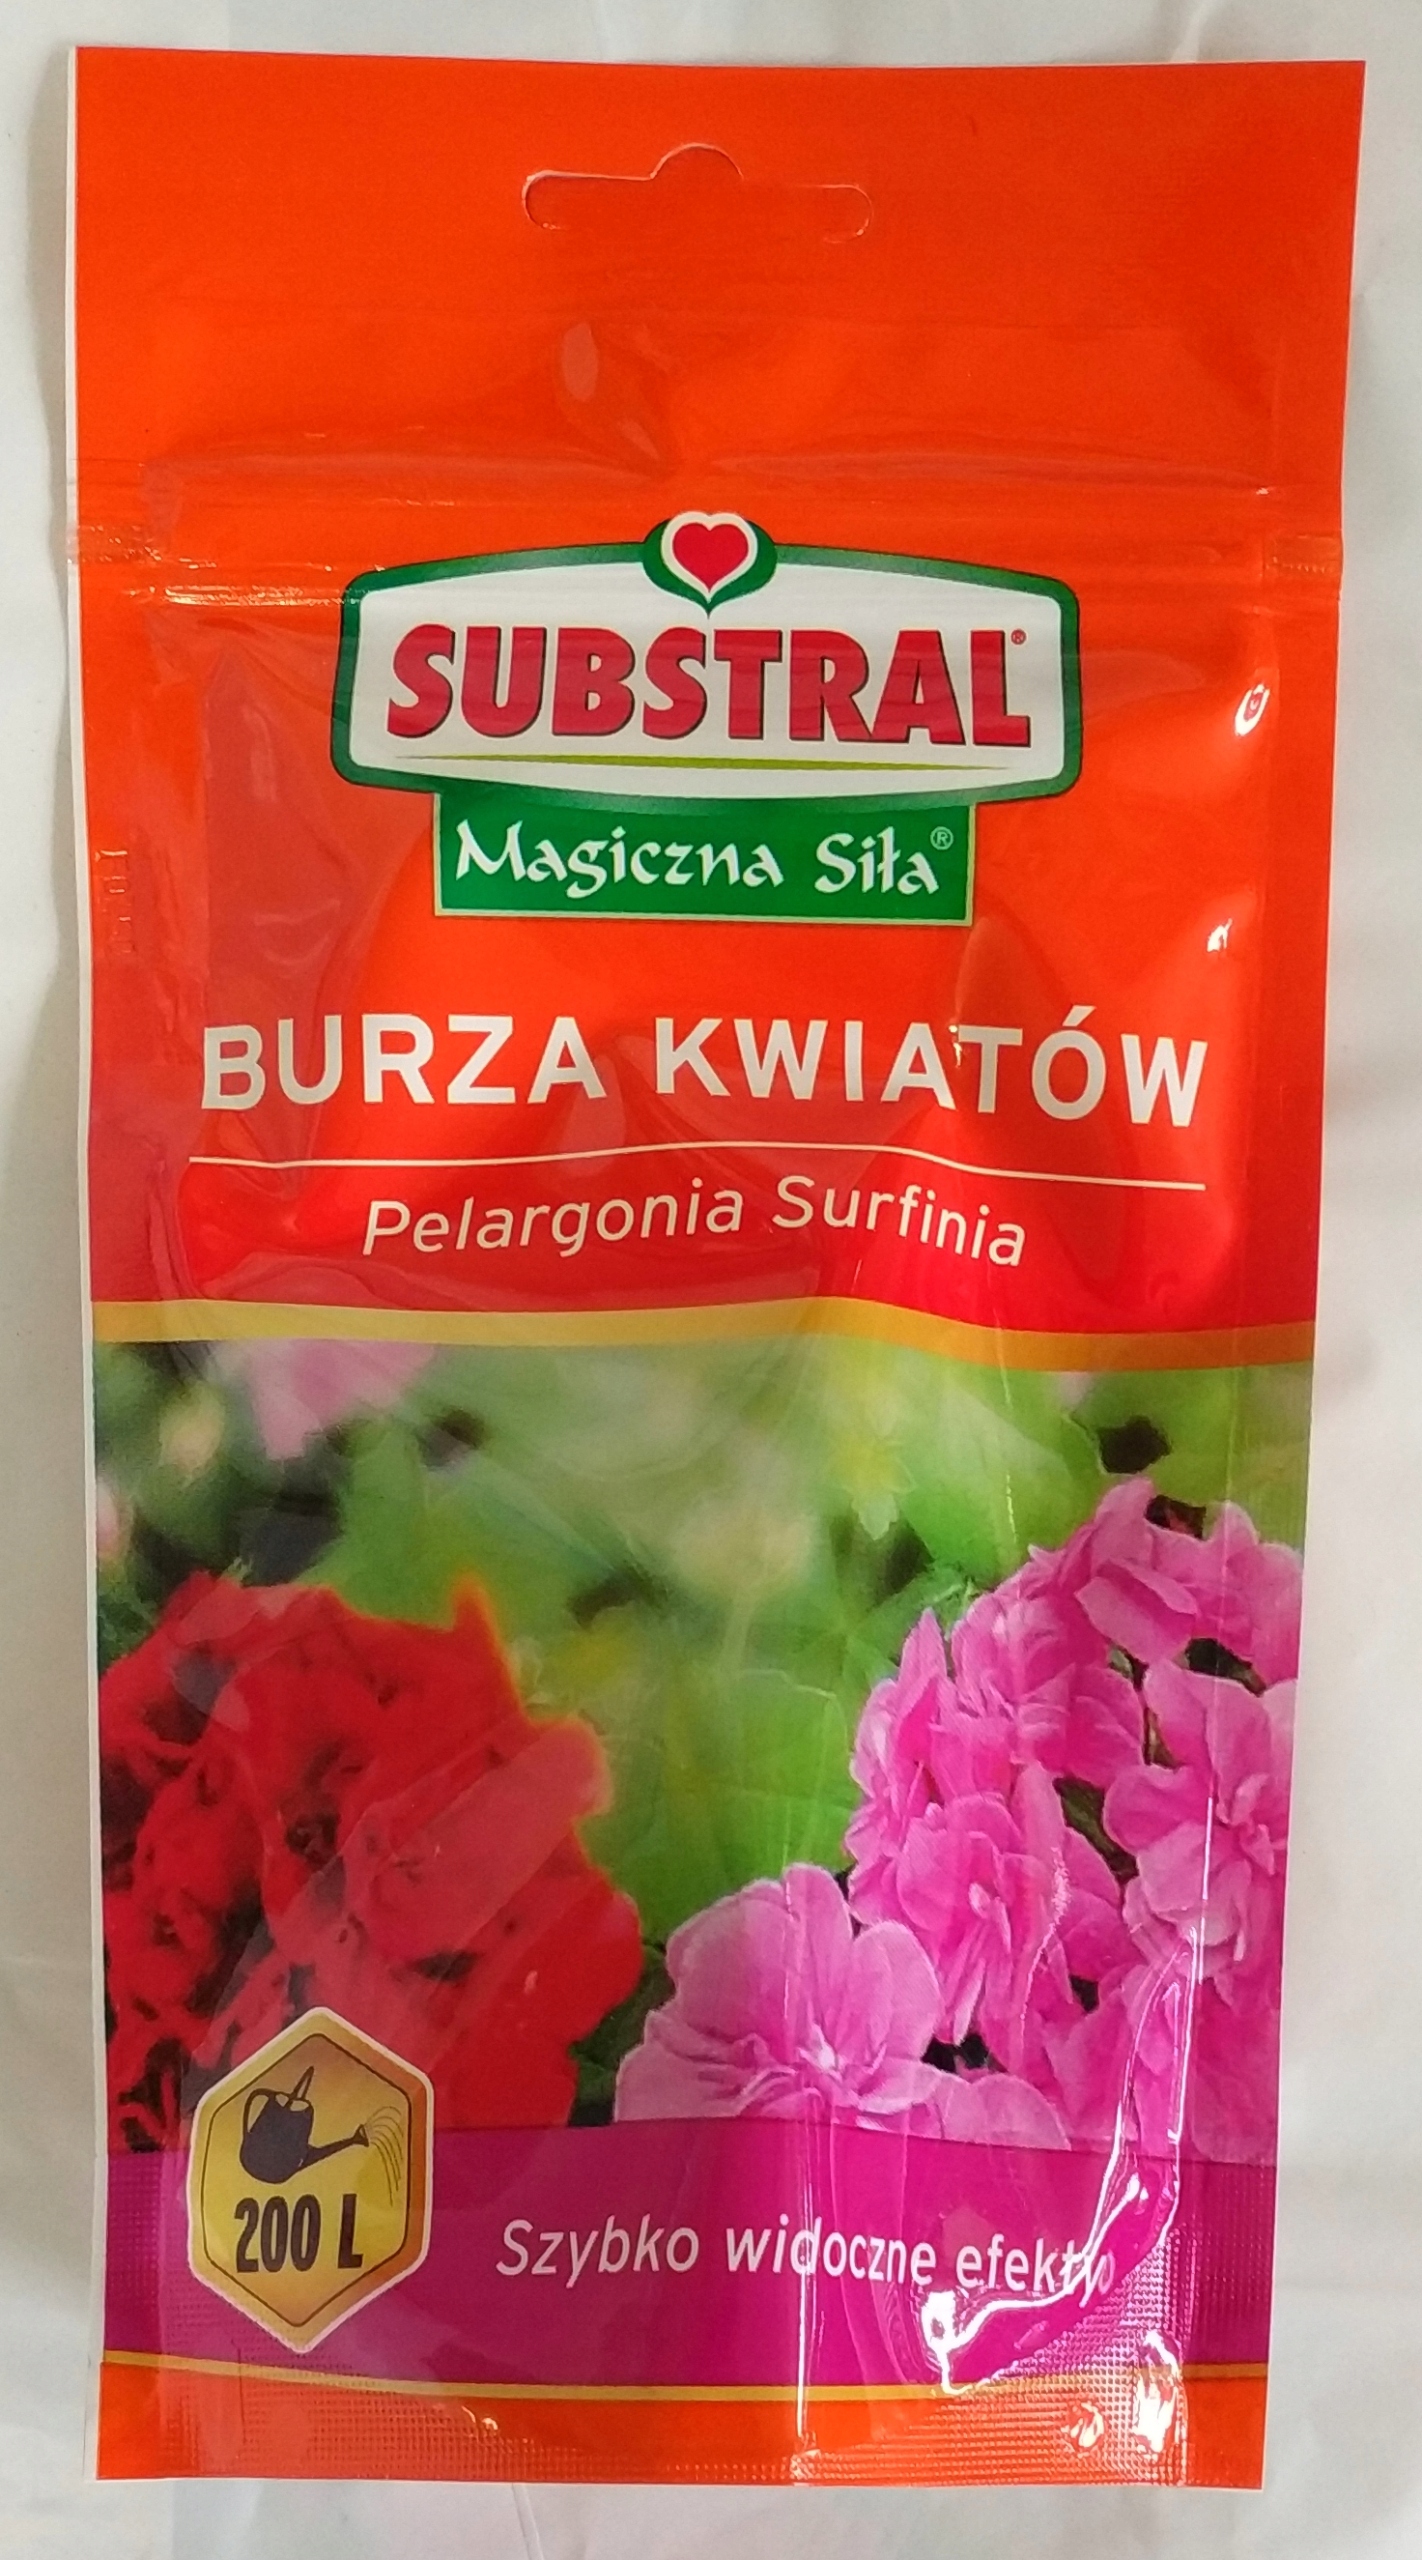 SUBSTRAL®
Magiczna Siła®
BURZA KWIATÓW
Pelargonia Surfinia
200 L
Szybko widoczne efekty